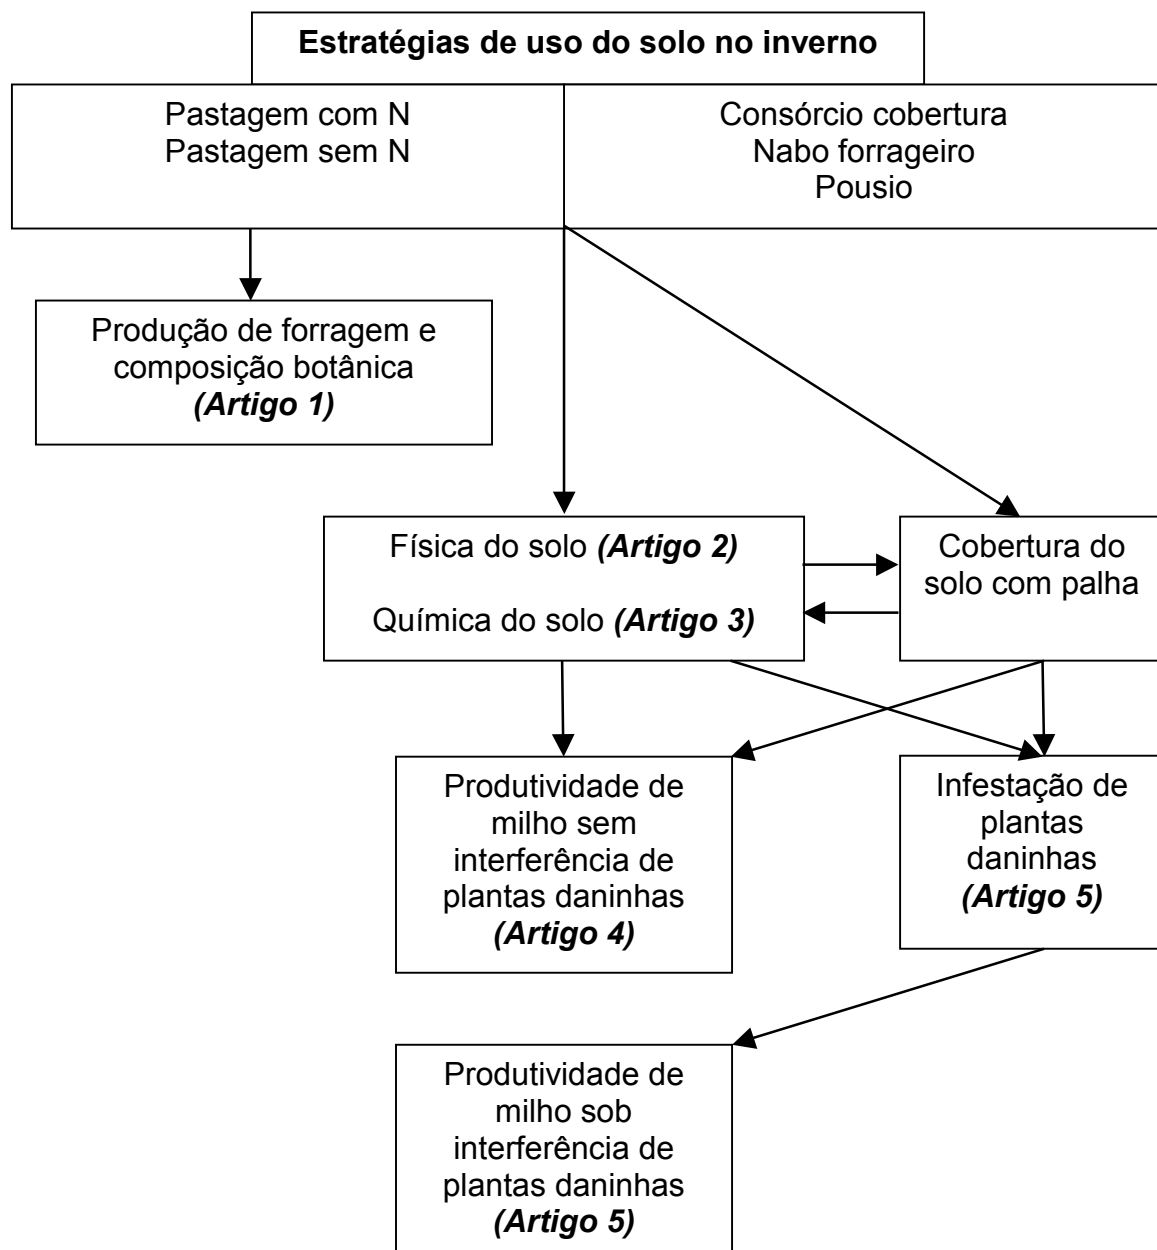 Estratégias de uso do solo no inverno
Pastagem com N
Pastagem sem N
Consórcio cobertura
Nabo forrageiro
Pousio
Produção de forragem e
composição botânica
(Artigo 1)
Física do solo (Artigo 2)
Química do solo (Artigo 3)
Cobertura do
solo com palha
Produtividade de
milho sem
interferência de
plantas daninhas
(Artigo 4)
Infestação de
plantas
daninhas
(Artigo 5)
Produtividade de
milho sob
interferência de
plantas daninhas
(Artigo 5)